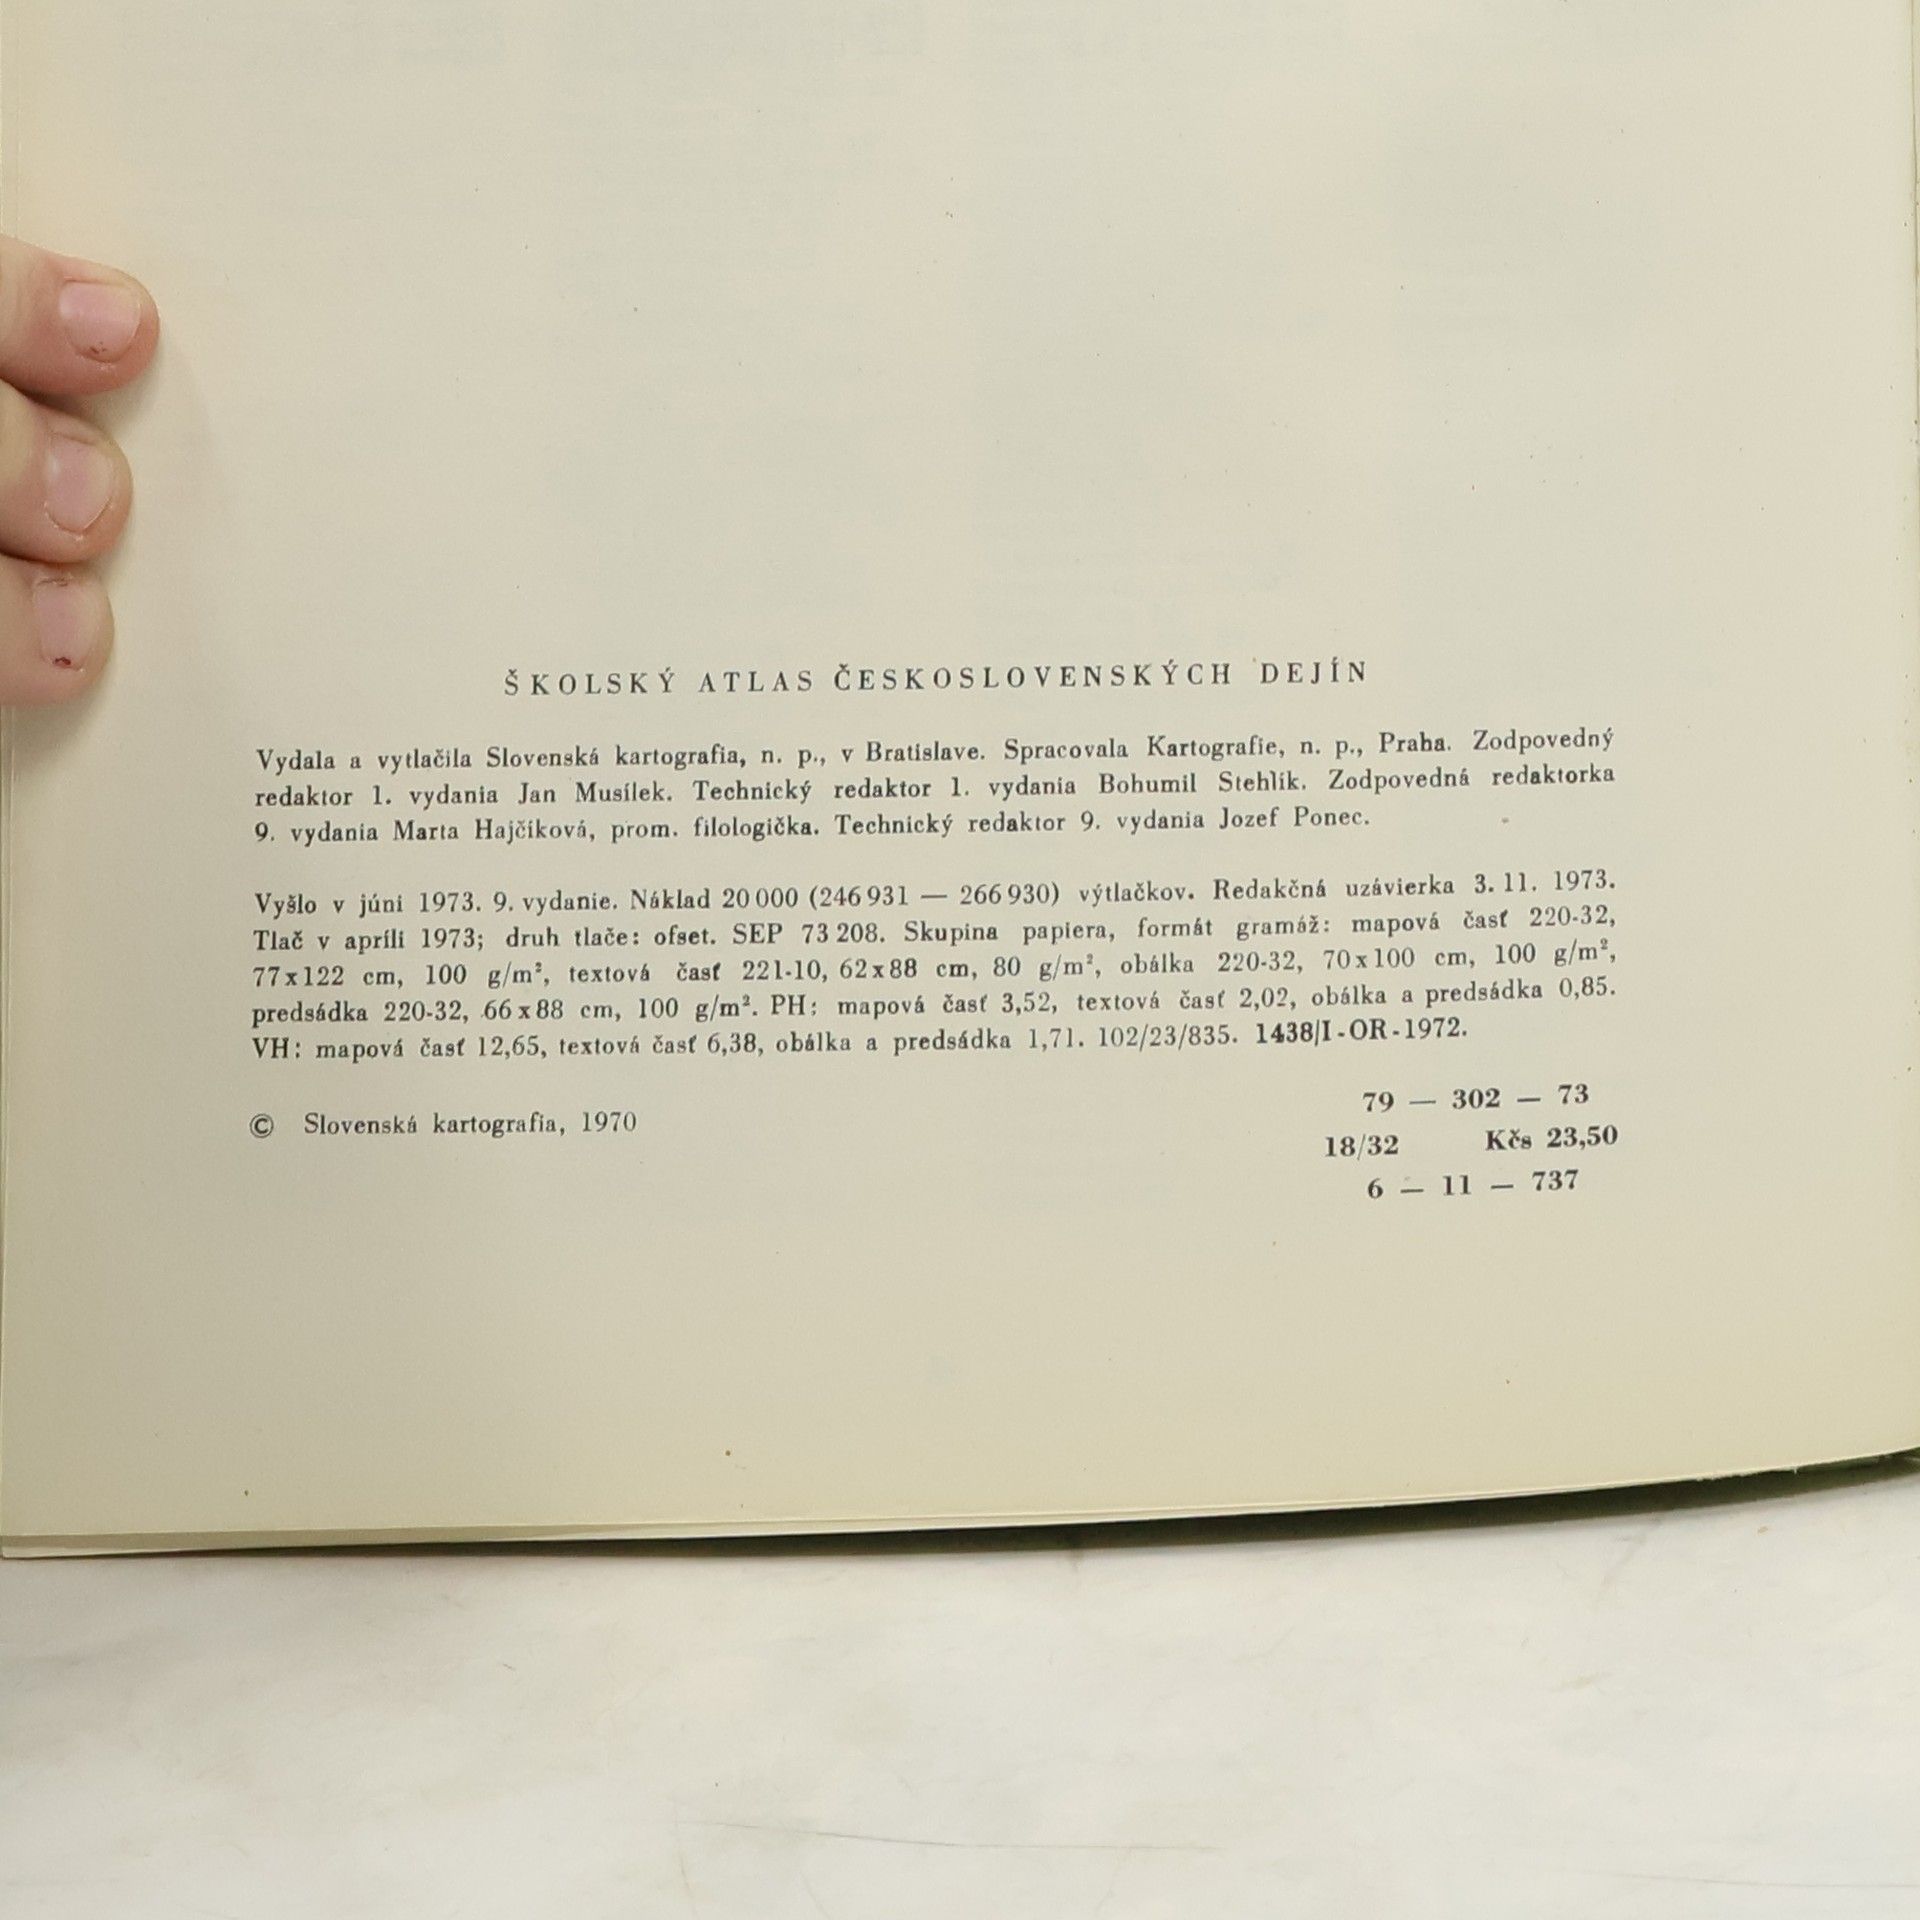 ŠKOLSKÝ ATLAS ČESKOSLOVENSKÝCH DEJÍN
Vydala a vytlačila Slovenská kartografia, n. p., v Bratislave. Spracovala Kartografie, n. p., Praha. Zodpovedný
redaktor 1. vydania Jan Musílek. Technický redaktor 1. vydania Bohumil Stehlík. Zodpovedná redaktorka
9. vydania Marta Hajčíková, prom. filologička. Technický redaktor 9. vydania Jozef Ponec.
Vyšlo v júni 1973. 9. vydanie. Náklad 20 000 (246 931 — 266 930) výtlačkov. Redakčná uzávierka 3. 11. 1973.
Tlač v apríli 1973; druh tlače: ofset. SEP 73 208. Skupina papiera, formát gramáž: mapová časť 220-32,
77x122 cm, 100 g/m², textová časť 221-10, 62x88 cm, 80 g/m², obálka 220-32, 70x100 cm, 100 g/m²,
predsádka 220-32, 66x88 cm, 100 g/m². PH: mapová časť 3,52, textová časť 2,02, obálka a predsádka 0,85.
VH: mapová časť 12,65, textová časť 6,38, obálka a predsádka 1,71. 102/23/835. 1438/I-OR-1972.
© Slovenská kartografia, 1970
79 — 302 — 73
18/32 Kčs 23,50
6 — 11 — 737